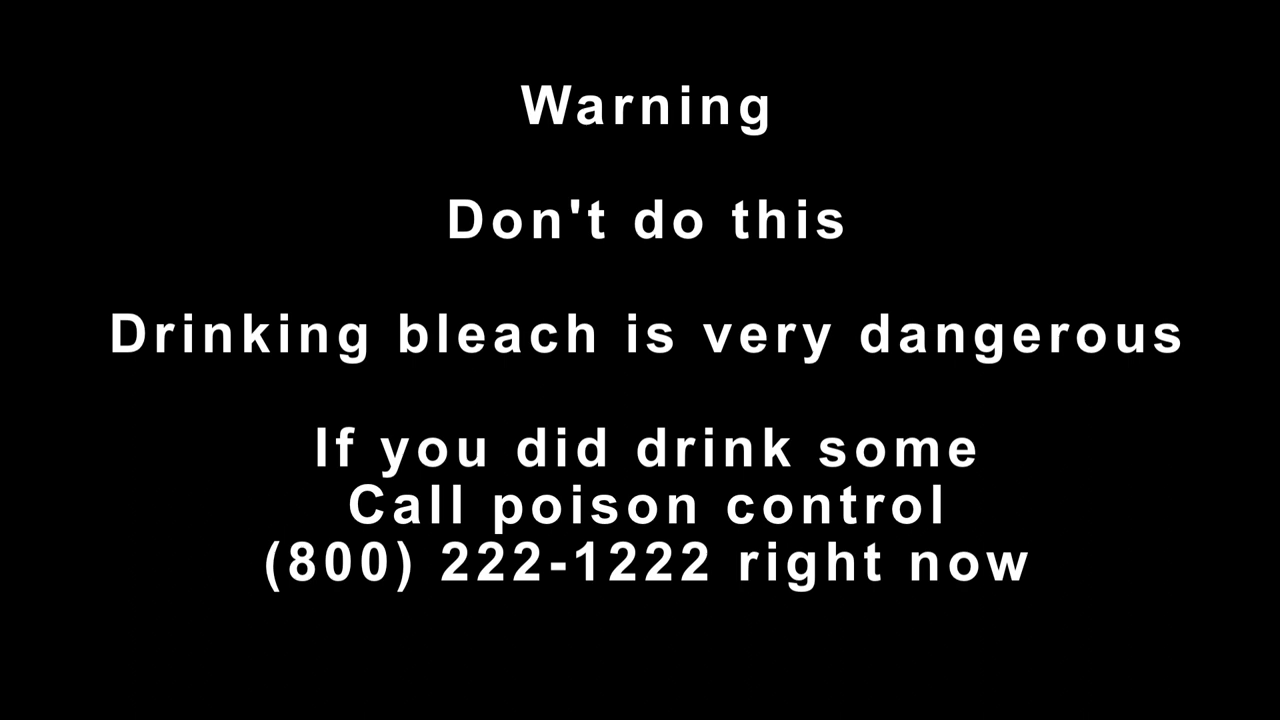 Warning
Don't do this
Drinking bleach is very dangerous
If you did drink some
Call poison control
(800) 222-1222 right now